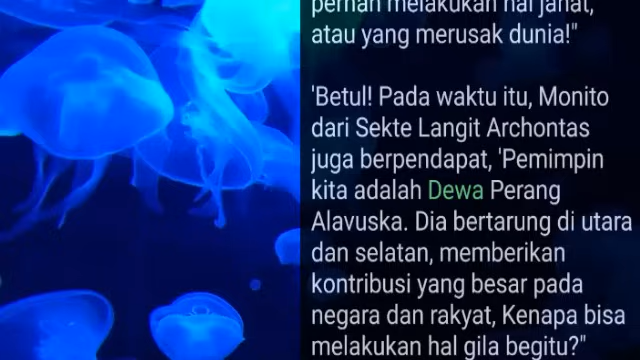 pernah melakukan hal jahat,
atau yang merusak dunia!"
'Betul! Pada waktu itu, Monito
dari Sekte Langit Archontas
juga berpendapat, 'Pemimpin
kita adalah Dewa Perang
Alavuska. Dia bertarung di utara
dan selatan, memberikan
kontribusi yang besar pada
negara dan rakyat, Kenapa bisa
melakukan hal gila begitu?"